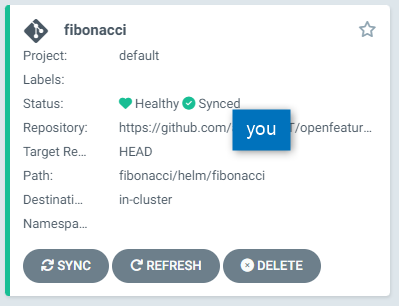 fibonacci
Project: default
Labels:
Status: Healthy Synced
Repository: https://github.com/ you T/openfeatur...
Target Re... HEAD
Path: fibonacci/helm/fibonacci
Destinati... in-cluster
Namespa...
SYNC REFRESH DELETE